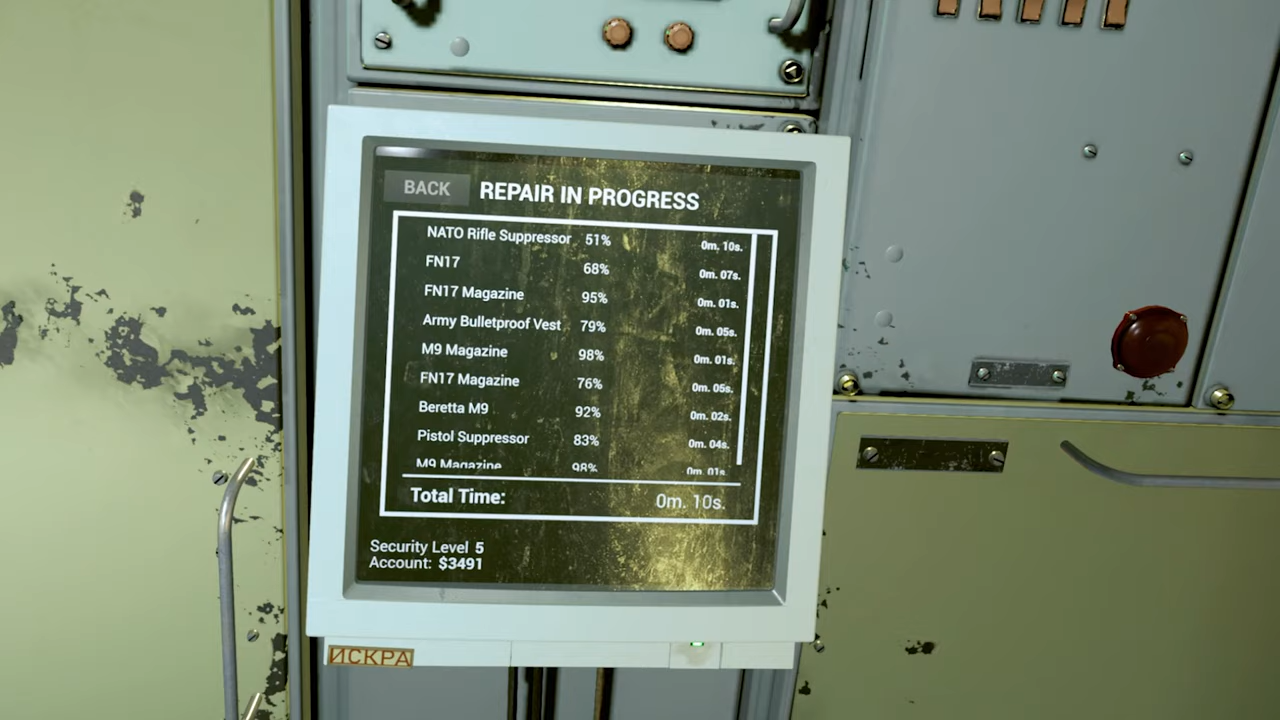 BACK REPAIR IN PROGRESS
NATO Rifle Suppressor 51% 0m. 10s.
FN17 68% 0m. 07s.
FN17 Magazine 95% 0m. 01s.
Army Bulletproof Vest 79% 0m. 05s.
M9 Magazine 98% 0m. 01s.
FN17 Magazine 76% 0m. 05s.
Beretta M9 92% 0m. 02s.
Pistol Suppressor 83% 0m. 04s.
M9 Magazine 98% 0m. 01s.
Total Time: 0m. 10s.
Security Level 5
Account: $3491
ИСКРА